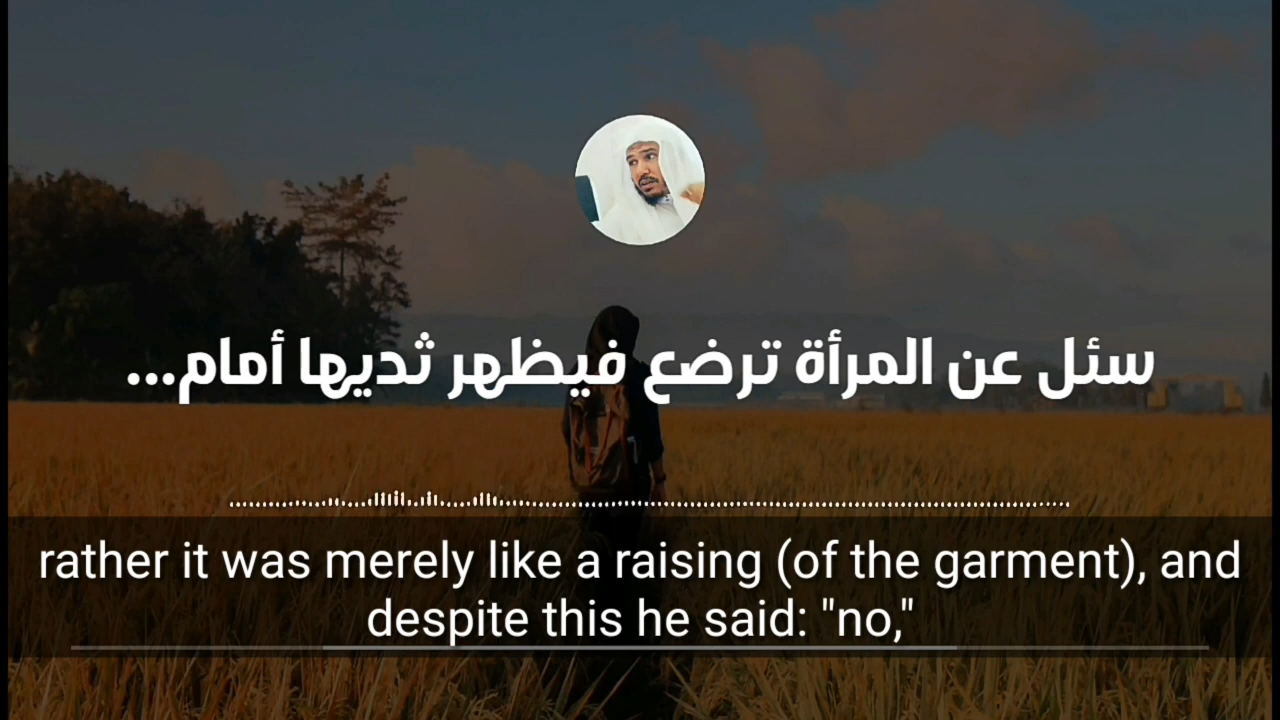 سئل عن المرأة ترضع فيظهر ثديها أمام...
rather it was merely like a raising (of the garment), and
despite this he said: "no,"